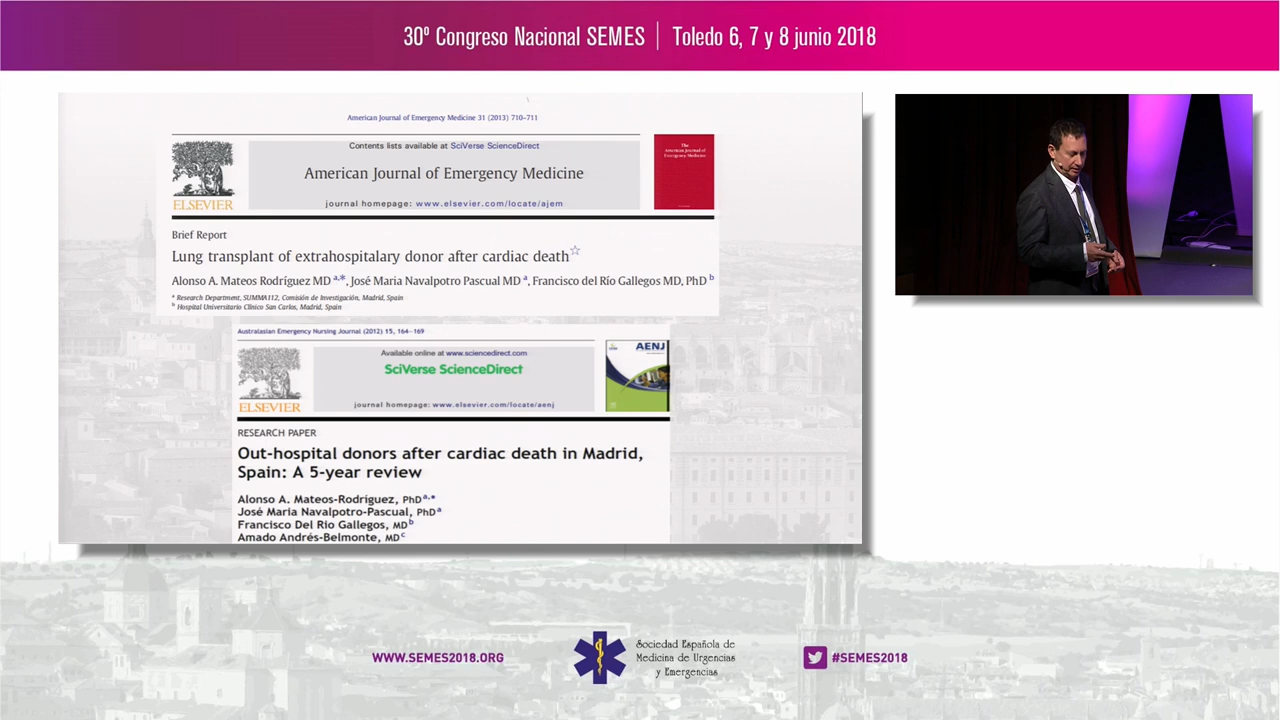 30º Congreso Nacional SEMES | Toledo 6, 7 y 8 junio 2018
American Journal of Emergency Medicine 31 (2013) 710–711
Contents lists available at SciVerse ScienceDirect
American Journal of Emergency Medicine
journal homepage: www.elsevier.com/locate/ajem
ELSEVIER
The
American Journal of
Emergency Medicine
Brief Report
Lung transplant of extrahospitalary donor after cardiac death☆
Alonso A. Mateos Rodríguez MD a,*, José Maria Navalpotro Pascual MD a, Francisco del Río Gallegos MD, PhD b
a Research Department, SUMMA112, Comisión de Investigación, Madrid, Spain
b Hospital Universitario Clínico San Carlos, Madrid, Spain
Australasian Emergency Nursing Journal (2012) 15, 164—169
Available online at www.sciencedirect.com
SciVerse ScienceDirect
journal homepage: www.elsevier.com/locate/aenj
ELSEVIER
AENJ
RESEARCH PAPER
Out-hospital donors after cardiac death in Madrid,
Spain: A 5-year review
Alonso A. Mateos-Rodríguez, PhD a,*
José Maria Navalpotro-Pascual, PhD a
Francisco Del Rio Gallegos, MD b
Amado Andrés-Belmonte, MD c
WWW.SEMES2018.ORG
Sociedad Española de
Medicina de Urgencias
y Emergencias
#SEMES2018